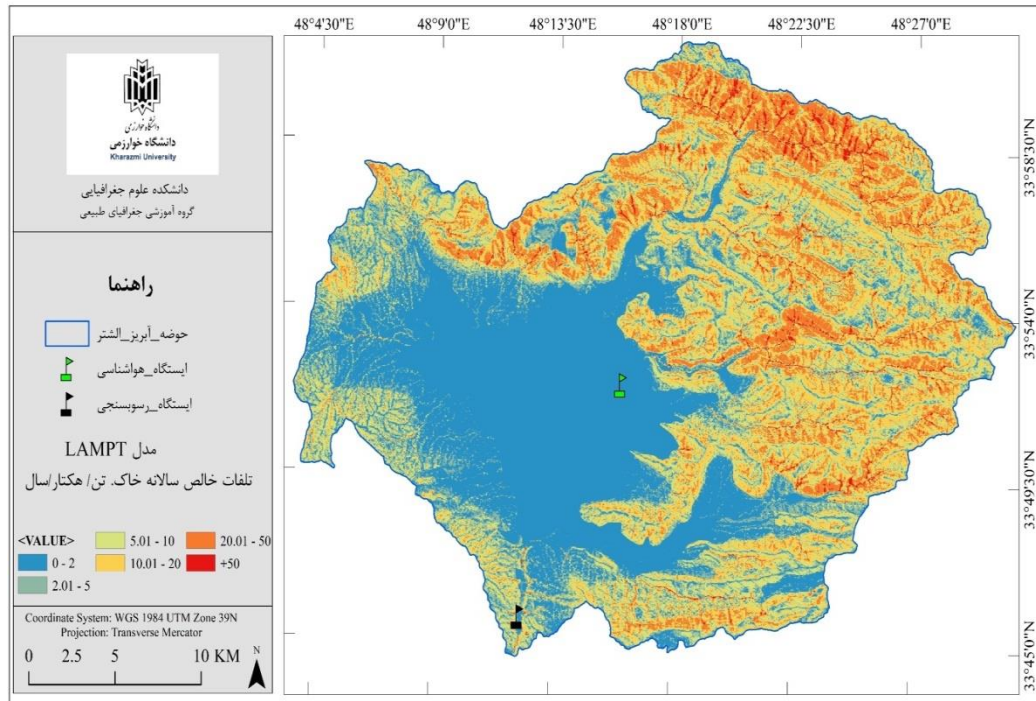 48°4'30"E
48°9'0"E
48°13'30"E
48°18'0"E
48°22'30"E
48°27'0"E
دانشگاه خوارزمی
دانشگاه خوارزمی
Kharazmi University
دانشکده علوم جغرافیایی
گروه آموزشی جغرافیای طبیعی
راهنما
حوضه_آبریز_الشتر
ایستگاه_هواشناسی
ایستگاه_رسوبسنجی
مدل LAMPT
تلفات خالص سالانه خاک. تن/ هکتار/سال
<VALUE>
0 - 2
2.01 - 5
5.01 - 10
10.01 - 20
20.01 - 50
+50
Coordinate System: WGS 1984 UTM Zone 39N
Projection: Transverse Mercator
0 2.5 5 10 KM
N
33°58'30"N
33°54'0"N
33°49'30"N
33°45'0"N